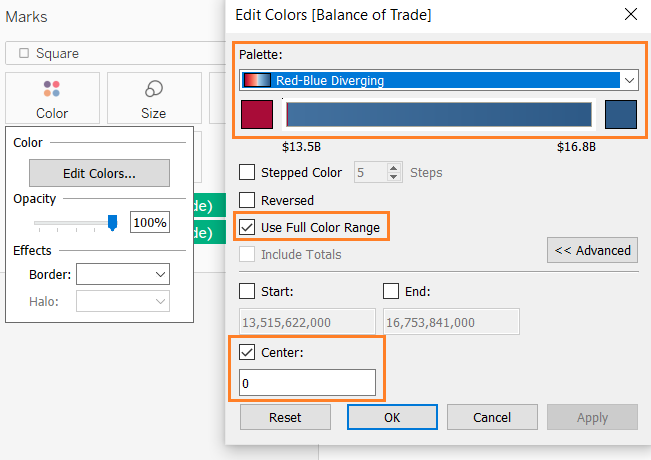 Marks
Square
Color
Size
Color
Edit Colors...
Opacity
100%
Effects
Border:
Halo:
de)
de)
Edit Colors [Balance of Trade]
Palette:
Red-Blue Diverging
$13.5B
$16.8B
Stepped Color
5
Steps
Reversed
Use Full Color Range
Include Totals
<< Advanced
Start:
End:
13,515,622,000
16,753,841,000
Center:
0
Reset
OK
Cancel
Apply